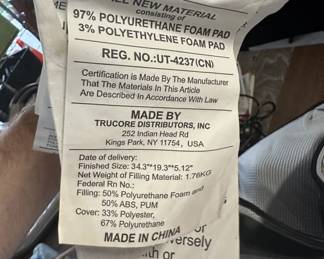 ALL NEW MATERIAL
consisting of
97% POLYURETHANE FOAM PAD
3% POLYETHYLENE FOAM PAD
REG. NO.:UT-4237(CN)
Certification is Made By The Manufacturer
That The Materials In This Article
Are Described In Accordance With Law
MADE BY
TRUCORE DISTRIBUTORS, INC
252 Indian Head Rd
Kings Park, NY 11754, USA
Date of delivery:
Finished Size: 34.3"*19.3"*5.12"
Net Weight of Filling Material: 1.76KG
Federal Rn No.:
Filling: 50% Polyurethane Foam and
50% ABS, PUM
Cover: 33% Polyester,
67% Polyurethane
MADE IN CHINA
or